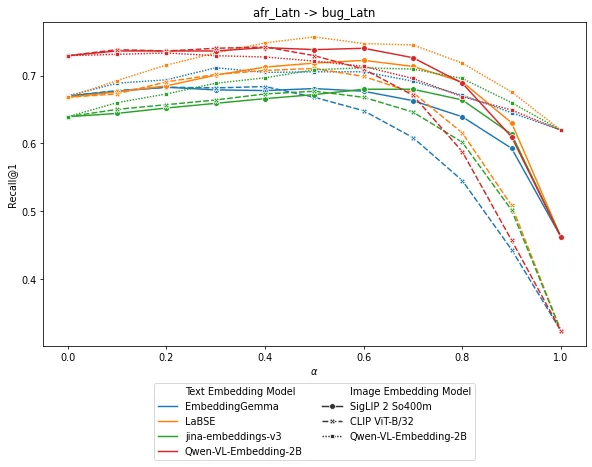 afr_Latn -> bug_Latn
Recall@1
0.7
0.6
0.5
0.4
0.0 0.2 0.4 0.6 0.8 1.0
α
Text Embedding Model Image Embedding Model
EmbeddingGemma SigLIP 2 So400m
LaBSE CLIP ViT-B/32
jina-embeddings-v3 Qwen-VL-Embedding-2B
Qwen-VL-Embedding-2B